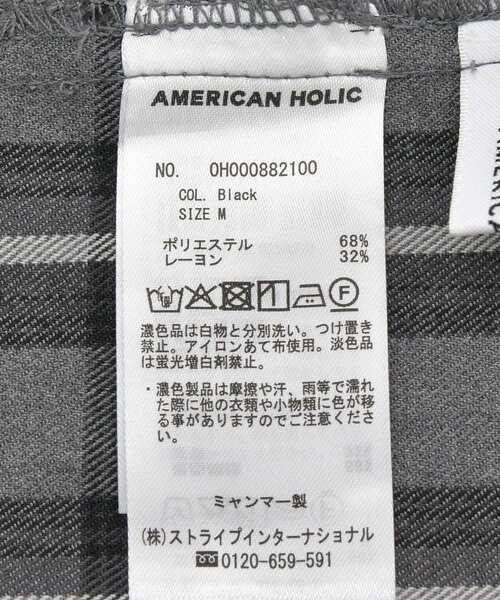 AMERICAN HOLIC
NO. OH000882100
COL. Black
SIZE M
ポリエステル 68%
レーヨン 32%
F
濃色品は白物と分別洗い。つけ置き
禁止。アイロンあて布使用。淡色品
は蛍光増白剤禁止。
・濃色製品は摩擦や汗、雨等で濡れ
た際に他の衣類や小物類に色が移
る事がありますのでご注意くださ
い。
ミャンマー製
(株)ストライプインターナショナル
0120-659-591